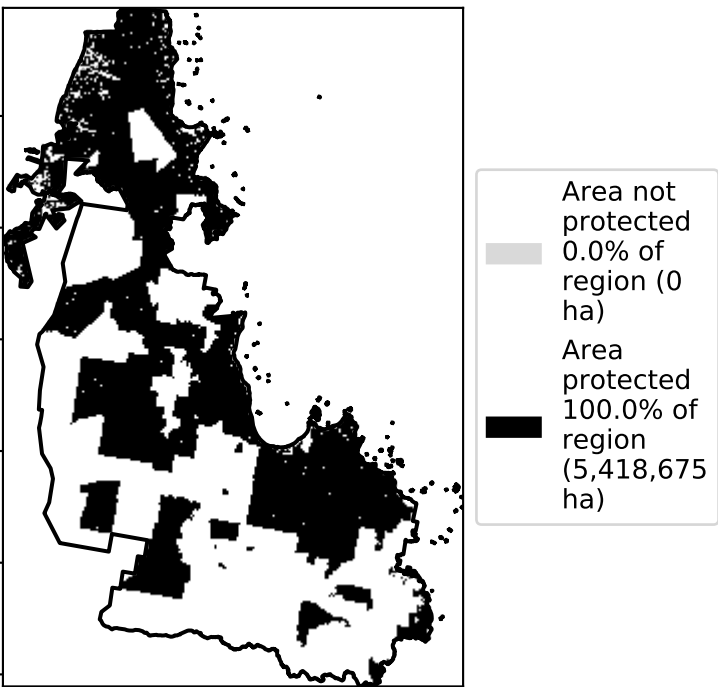 Area not
protected
0.0% of
region (0
ha)
Area
protected
100.0% of
region
(5,418,675
ha)